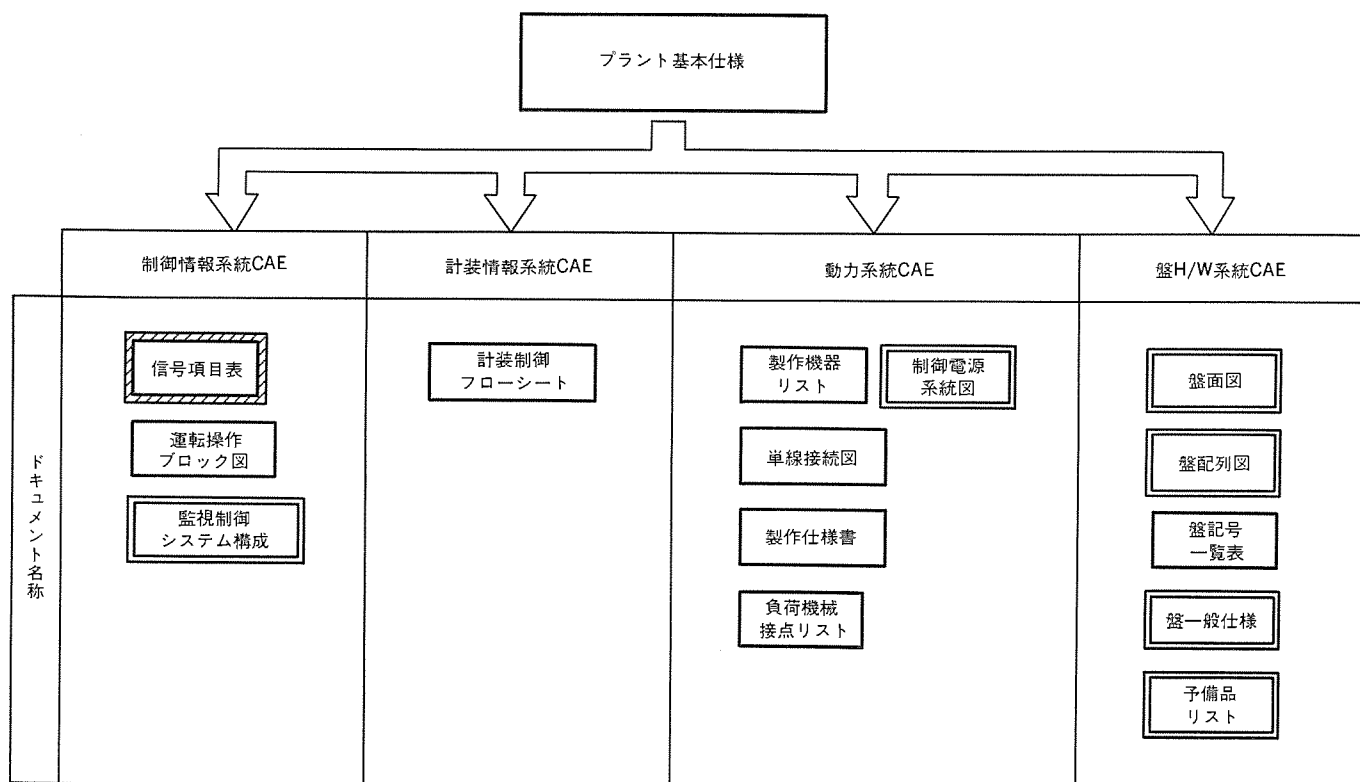 プラント基本仕様
制御情報系統CAE
計装情報系統CAE
動力系統CAE
盤H/W系統CAE
ドキュメント名称
信号項目表
運転操作
ブロック図
監視制御
システム構成
計装制御
フローシート
製作機器
リスト
制御電源
系統図
単線接続図
製作仕様書
負荷機械
接点リスト
盤面図
盤配列図
盤記号
一覧表
盤一般仕様
予備品
リスト